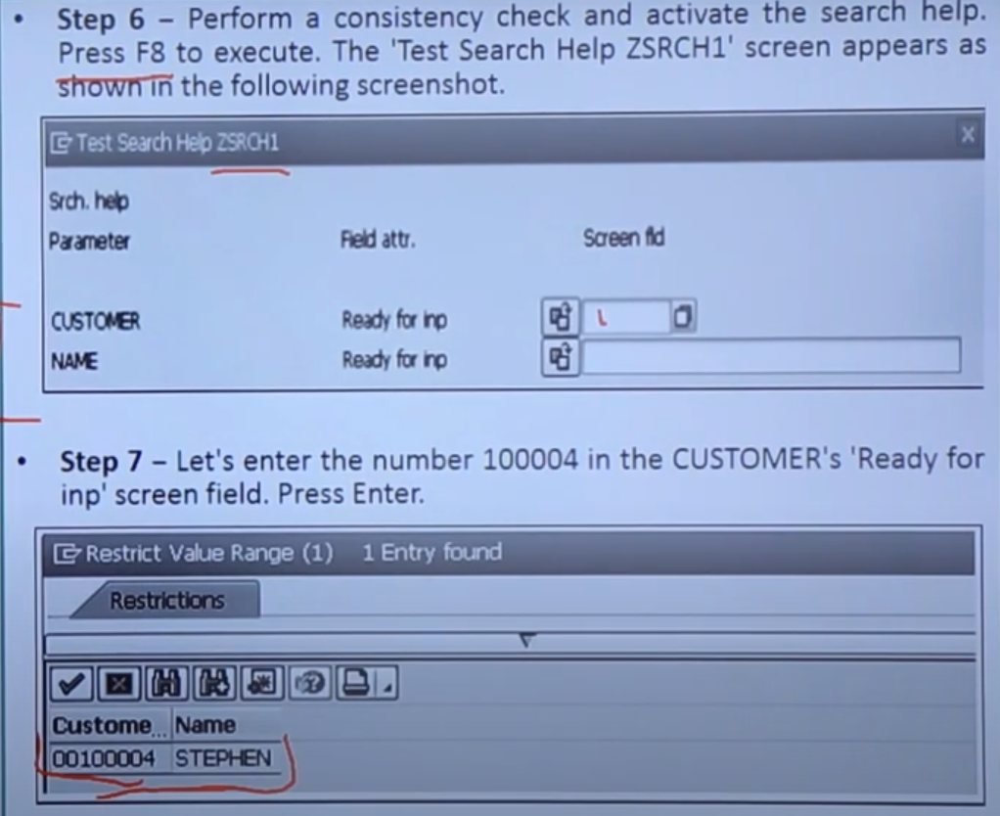 • Step 6 – Perform a consistency check and activate the search help.
Press F8 to execute. The 'Test Search Help ZSRCH1' screen appears as
shown in the following screenshot.
Test Search Help ZSRCH1 X
Srch. help
Parameter Field attr. Screen fld
CUSTOMER Ready for inp
NAME Ready for inp
• Step 7 – Let's enter the number 100004 in the CUSTOMER's 'Ready for
inp' screen field. Press Enter.
Restrict Value Range (1) 1 Entry found
Restrictions
Custome... Name
00100004 STEPHEN